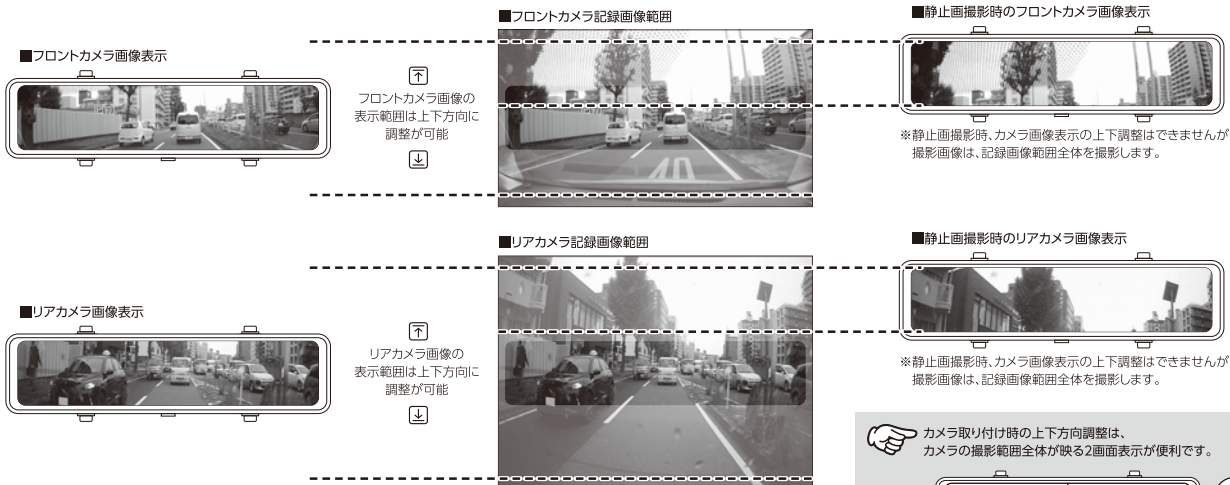 ■フロントカメラ記録画像範囲
■静止画撮影時のフロントカメラ画像表示
■フロントカメラ画像表示
フロントカメラ画像の
表示範囲は上下方向に
調整が可能
40
※静止画撮影時、カメラ画像表示の上下調整はできませんが
撮影画像は、記録画像範囲全体を撮影します。
■リアカメラ記録画像範囲
■静止画撮影時のリアカメラ画像表示
■リアカメラ画像表示
リアカメラ画像の
表示範囲は上下方向に
調整が可能
※静止画撮影時、カメラ画像表示の上下調整はできませんが
撮影画像は、記録画像範囲全体を撮影します。
カメラ取り付け時の上下方向調整は、
カメラの撮影範囲全体が映る2画面表示が便利です。